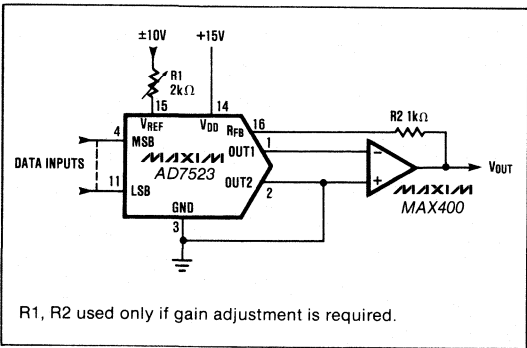 ±10V
+15V
R1
2kΩ
15
14
VREF
VDD
RFB
16
R2 1kΩ
4
MSB
OUT1
1
DATA INPUTS
MAXIM
AD7523
−
VOUT
11
LSB
OUT2
2
+
MAXIM
MAX400
GND
3
R1, R2 used only if gain adjustment is required.